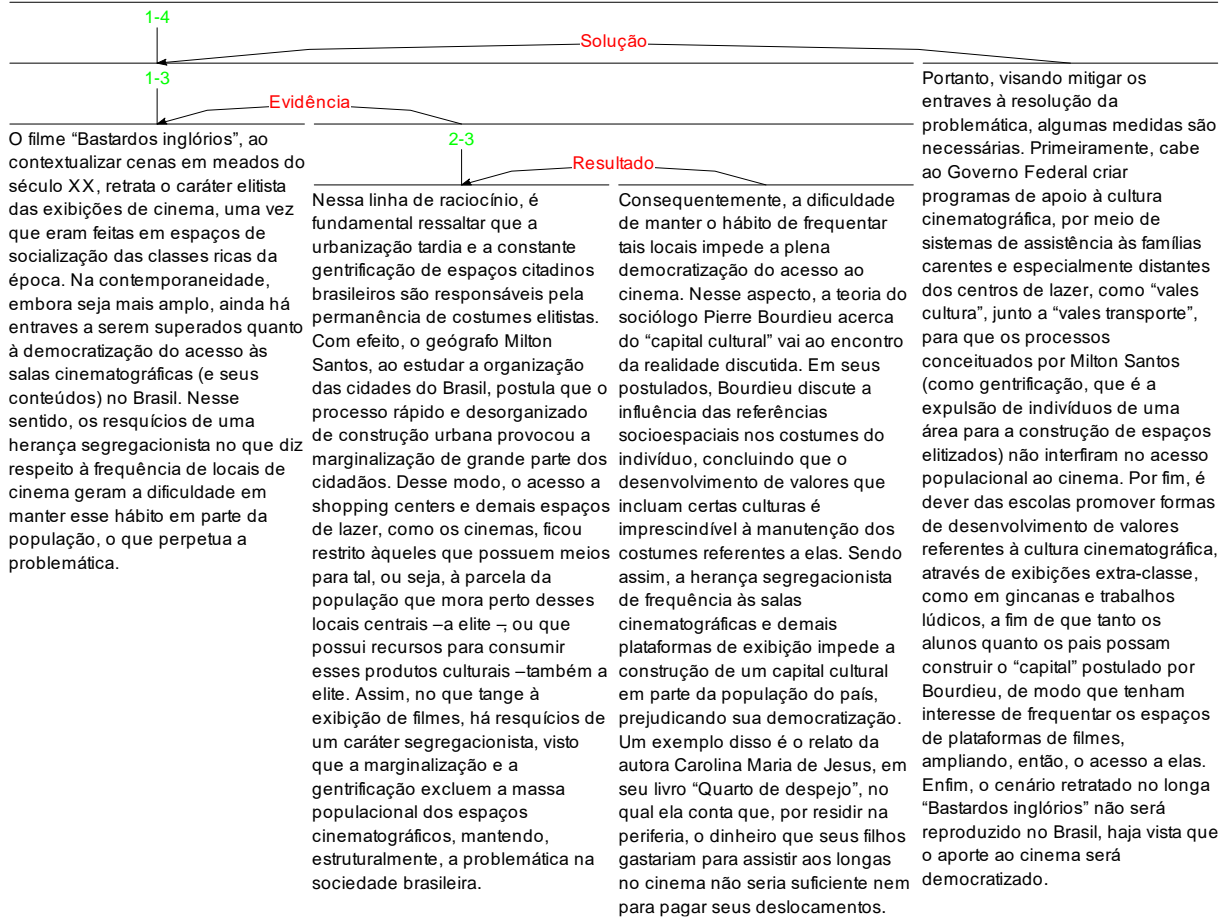 1-4
Solução
1-3
Evidência
2-3
Resultado
O filme “Bastardos inglórios”, ao
contextualizar cenas em meados do
século XX, retrata o caráter elitista
das exibições de cinema, uma vez
que eram feitas em espaços de
socialização das classes ricas da
época. Na contemporaneidade,
embora seja mais amplo, ainda há
entraves a serem superados quanto
à democratização do acesso às
salas cinematográficas (e seus
conteúdos) no Brasil. Nesse
sentido, os resquícios de uma
herança segregacionista no que diz
respeito à frequência de locais de
cinema geram a dificuldade em
manter esse hábito em parte da
população, o que perpetua a
problemática.
Nessa linha de raciocínio, é
fundamental ressaltar que a
urbanização tardia e a constante
gentrificação de espaços citadinos
brasileiros são responsáveis pela
permanência de costumes elitistas.
Com efeito, o geógrafo Milton
Santos, ao estudar a organização
das cidades do Brasil, postula que o
processo rápido e desorganizado
de construção urbana provocou a
marginalização de grande parte dos
cidadãos. Desse modo, o acesso a
shopping centers e demais espaços
de lazer, como os cinemas, ficou
restrito àqueles que possuem meios
para tal, ou seja, à parcela da
população que mora perto desses
locais centrais –a elite –, ou que
possui recursos para consumir
esses produtos culturais –também a
elite. Assim, no que tange à
exibição de filmes, há resquícios de
um caráter segregacionista, visto
que a marginalização e a
gentrificação excluem a massa
populacional dos espaços
cinematográficos, mantendo,
estruturalmente, a problemática na
sociedade brasileira.
Consequentemente, a dificuldade
de manter o hábito de frequentar
tais locais impede a plena
democratização do acesso ao
cinema. Nesse aspecto, a teoria do
sociólogo Pierre Bourdieu acerca
do “capital cultural” vai ao encontro
da realidade discutida. Em seus
postulados, Bourdieu discute a
influência das referências
socioespaciais nos costumes do
indivíduo, concluindo que o
desenvolvimento de valores que
incluam certas culturas é
imprescindível à manutenção dos
costumes referentes a elas. Sendo
assim, a herança segregacionista
de frequência às salas
cinematográficas e demais
plataformas de exibição impede a
construção de um capital cultural
em parte da população do país,
prejudicando sua democratização.
Um exemplo disso é o relato da
autora Carolina Maria de Jesus, em
seu livro “Quarto de despejo”, no
qual ela conta que, por residir na
periferia, o dinheiro que seus filhos
gastariam para assistir aos longas
no cinema não seria suficiente nem
para pagar seus deslocamentos.
Portanto, visando mitigar os
entraves à resolução da
problemática, algumas medidas são
necessárias. Primeiramente, cabe
ao Governo Federal criar
programas de apoio à cultura
cinematográfica, por meio de
sistemas de assistência às famílias
carentes e especialmente distantes
dos centros de lazer, como “vales
cultura”, junto a “vales transporte”,
para que os processos
conceituados por Milton Santos
(como gentrificação, que é a
expulsão de indivíduos de uma
área para a construção de espaços
elitizados) não interfiram no acesso
populacional ao cinema. Por fim, é
dever das escolas promover formas
de desenvolvimento de valores
referentes à cultura cinematográfica,
através de exibições extra-classe,
como em gincanas e trabalhos
lúdicos, a fim de que tanto os
alunos quanto os pais possam
construir o “capital” postulado por
Bourdieu, de modo que tenham
interesse de frequentar os espaços
de plataformas de filmes,
ampliando, então, o acesso a elas.
Enfim, o cenário retratado no longa
“Bastardos inglórios” não será
reproduzido no Brasil, haja vista que
o aporte ao cinema será
democratizado.